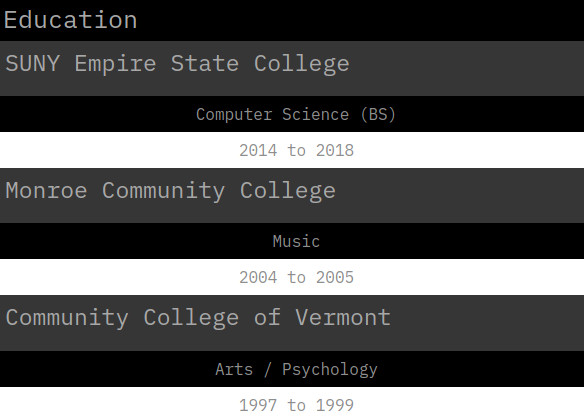 Education
SUNY Empire State College
Computer Science (BS)
2014 to 2018
Monroe Community College
Music
2004 to 2005
Community College of Vermont
Arts / Psychology
1997 to 1999